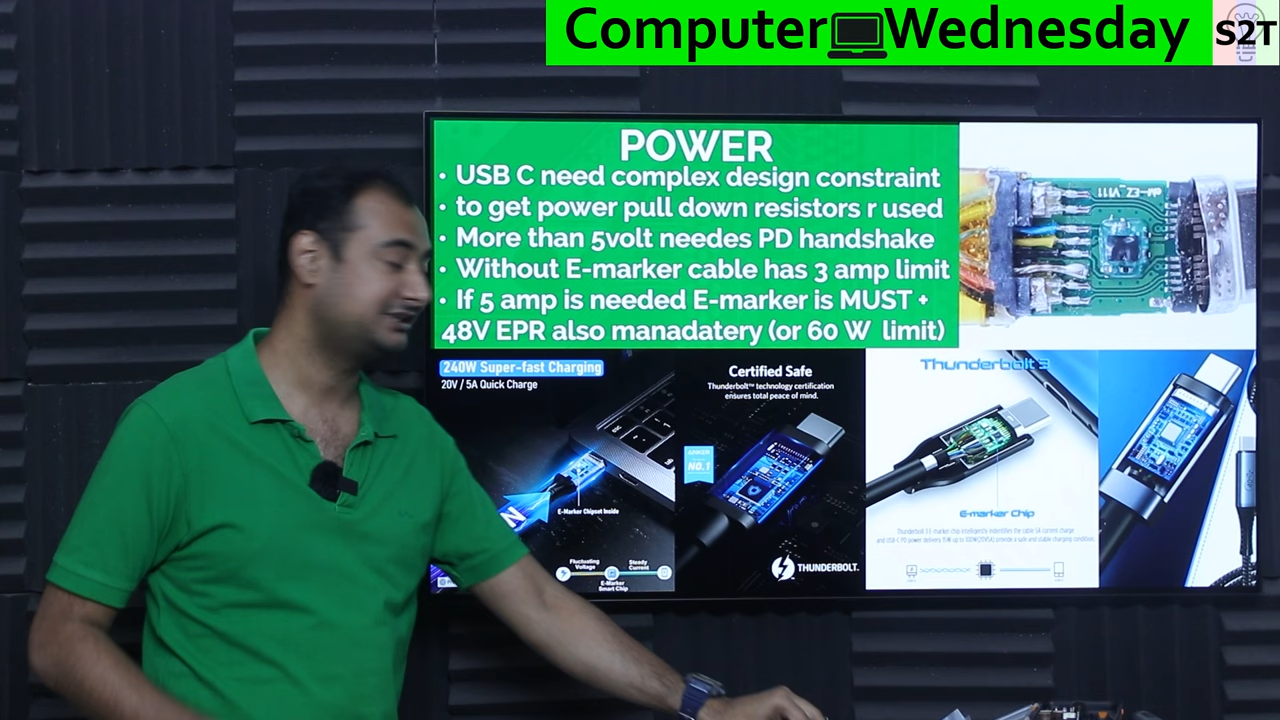 Computer Wednesday S2T
POWER
• USB C need complex design constraint
• to get power pull down resistors r used
• More than 5volt needes PD handshake
• Without E-marker cable has 3 amp limit
• If 5 amp is needed E-marker is MUST +
48V EPR also manadatery (or 60 W limit)
240W Super-fast Charging
20V / 5A Quick Charge
E-Marker Chipset Inside
Fluctuating
Voltage
Steady
Current
E-Marker
Smart Chip
Certified Safe
Thunderbolt™ technology certification
ensures total peace of mind.
ANKER
NO.1
THUNDERBOLT.
Thunderbolt 3
E-marker Chip